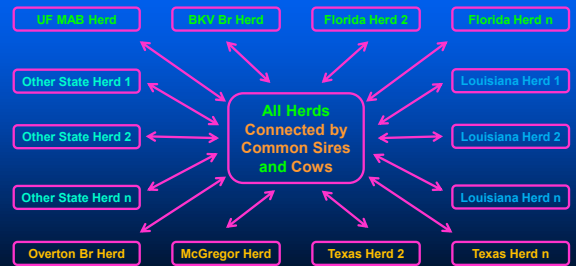 UF MAB Herd
BKV Br Herd
Florida Herd 2
Florida Herd n
Other State Herd 1
Louisiana Herd 1
All Herds
Connected by
Common Sires
and Cows
Other State Herd 2
Louisiana Herd 2
Other State Herd n
Louisiana Herd n
Overton Br Herd
McGregor Herd
Texas Herd 2
Texas Herd n